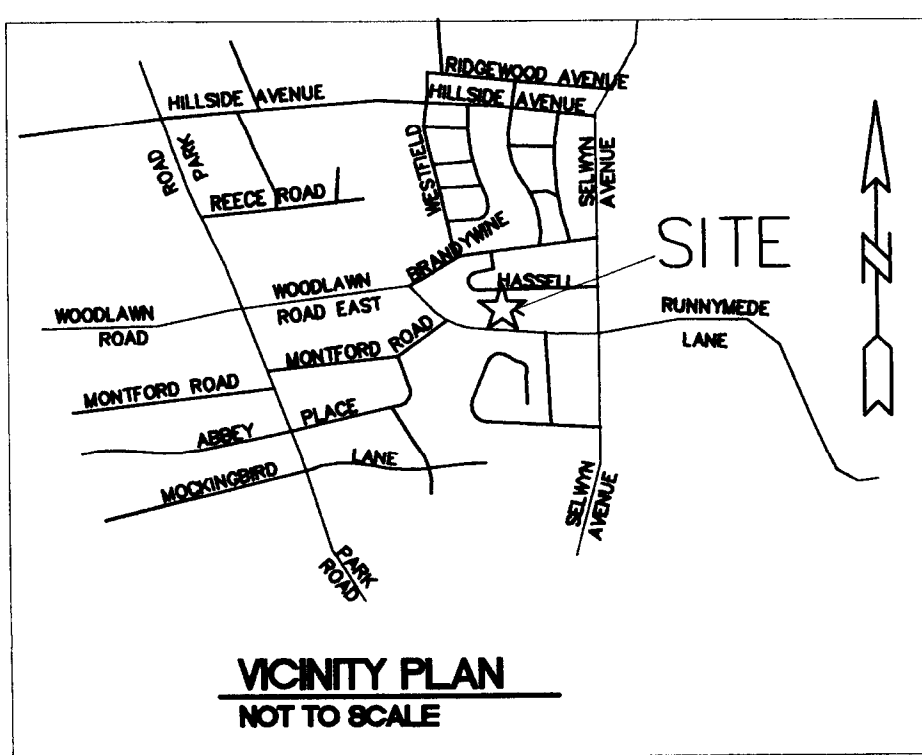 RIDGEWOOD AVENUE
HILLSIDE AVENUE
HILLSIDE AVENUE
PARK
ROAD
WESTFIELD
SELWYN
AVENUE
REECE ROAD
BRANDYWINE
SITE
HASSELL
WOODLAWN
ROAD EAST
RUNNYMEDE
LANE
WOODLAWN
ROAD
MONTFORD ROAD
MONTFORD ROAD
ABBEY PLACE
MOCKINGBIRD LANE
SELWYN
AVENUE
PARK
ROAD
N
VICINITY PLAN
NOT TO SCALE